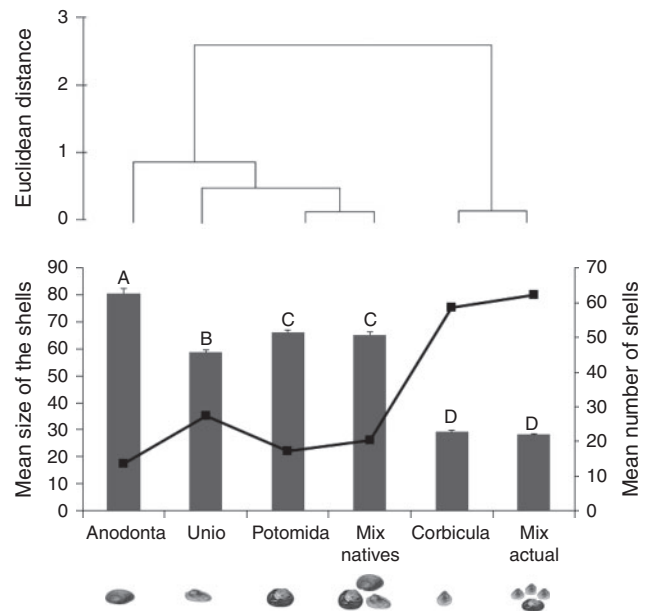 Euclidean distance
3
2
1
0
Mean size of the shells
90
80
70
60
50
40
30
20
10
0
A
B
C
C
D
D
70
60
50
40
30
20
10
0
Mean number of shells
Anodonta
Unio
Potomida
Mix
natives
Corbicula
Mix
actual